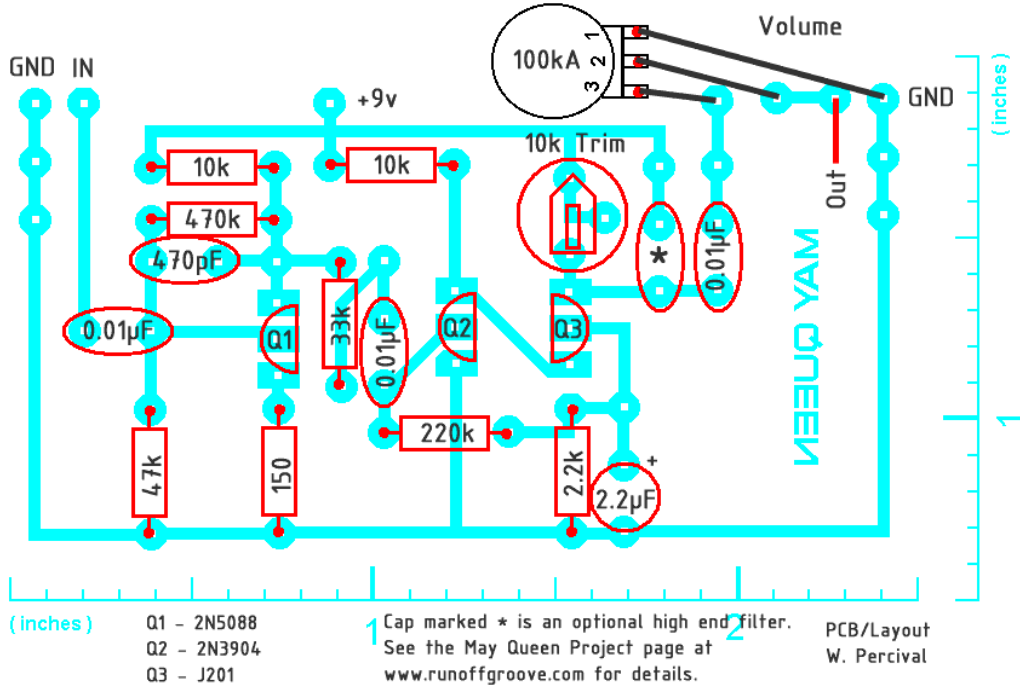 Volume
1
2
3
100kA
GND IN
+9v
GND
(inches)
10k Trim
10k
10k
Out
470k
470pF
*
0.01µF
MAY QUEEN
0.01µF
Q1
33k
0.01µF
Q2
Q3
1
220k
47k
150
2.2k
+
2.2µF
(inches)
1
2
Q1 - 2N5088
Q2 - 2N3904
Q3 - J201
Cap marked * is an optional high end filter.
See the May Queen Project page at
www.runoffgroove.com for details.
PCB/Layout
W. Percival